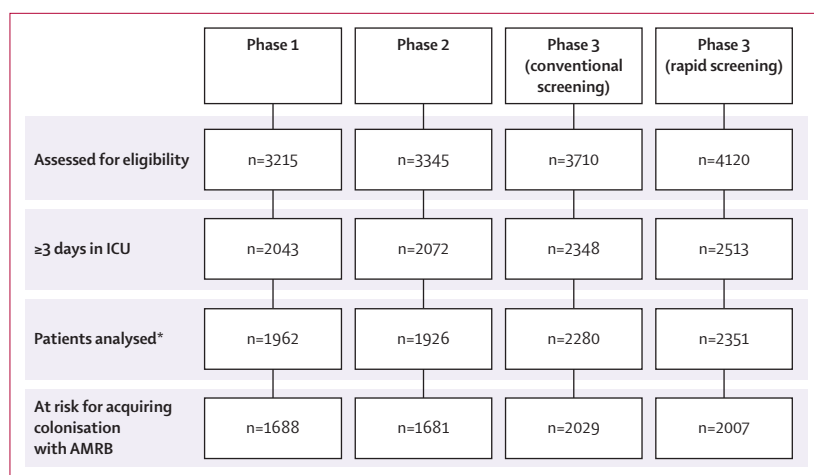 Phase 1
Phase 2
Phase 3
(conventional
screening)
Phase 3
(rapid screening)
Assessed for eligibility
n=3215
n=3345
n=3710
n=4120
≥3 days in ICU
n=2043
n=2072
n=2348
n=2513
Patients analysed*
n=1962
n=1926
n=2280
n=2351
At risk for acquiring
colonisation
with AMRB
n=1688
n=1681
n=2029
n=2007